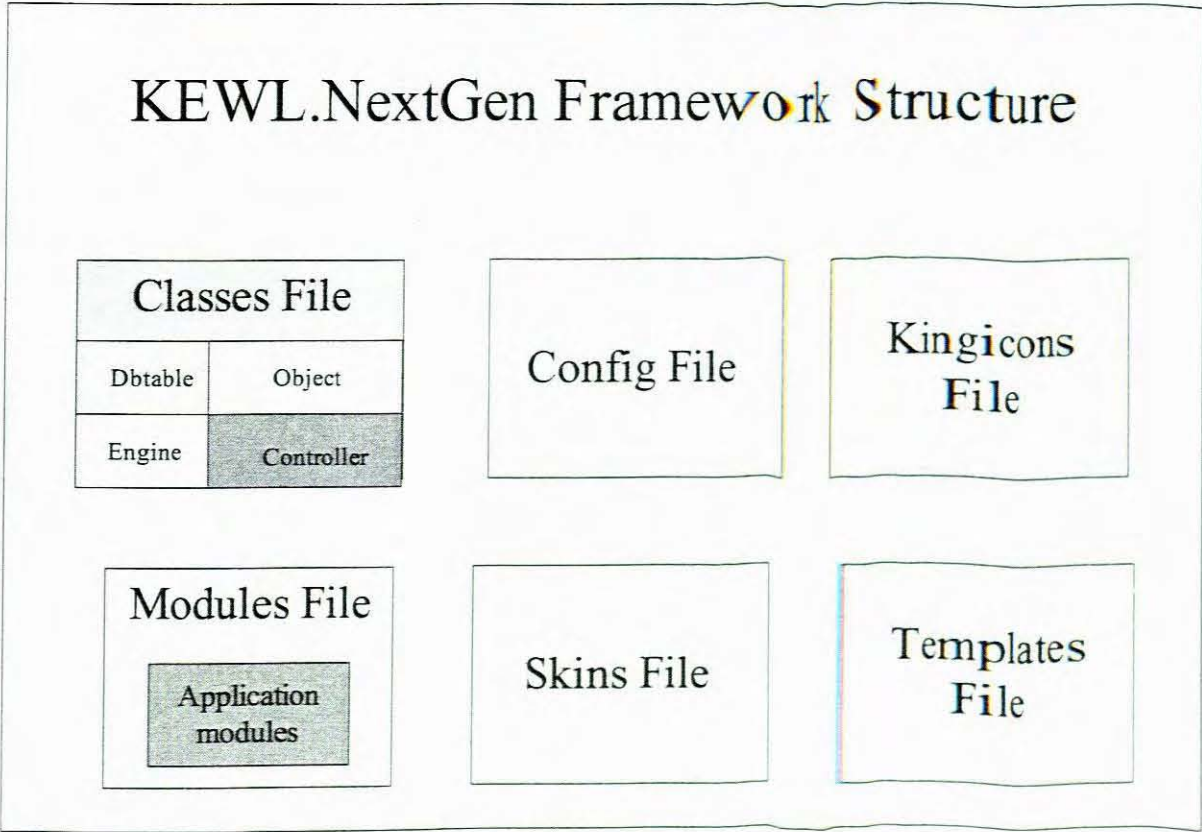 KEWL.NextGen Framework Structure
Classes File
Dbtable
Object
Engine
Controller
Config File
Kingicons
File
Modules File
Application
modules
Skins File
Templates
File